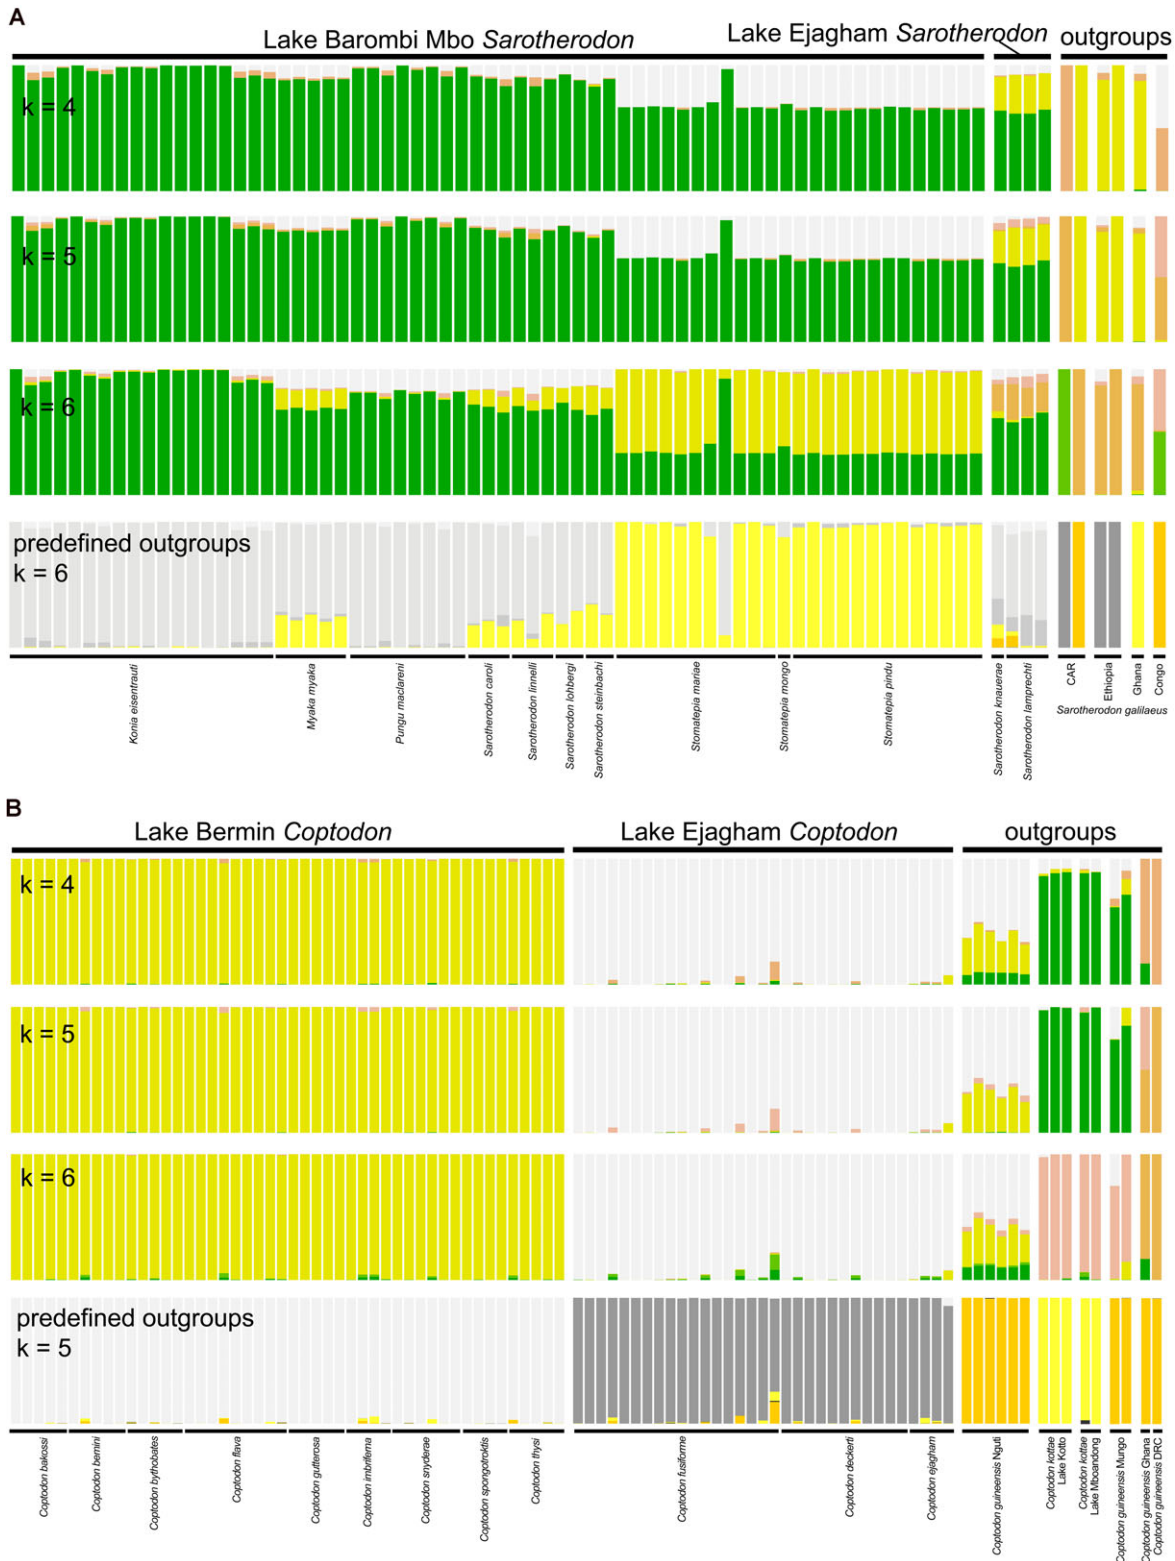 A
Lake Barombi Mbo Sarotherodon
Lake Ejagham Sarotherodon
outgroups
k = 4
k = 5
k = 6
predefined outgroups
k = 6
Konia eisentrauti
Myaka myaka
Pungu maclareni
Sarotherodon caroli
Sarotherodon linnelli
Sarotherodon lohbergi
Sarotherodon steinbachi
Stomatepia mariae
Stomatepia mongo
Stomatepia pindu
Sarotherodon knauerae
Sarotherodon lamprechti
CAR
Ethiopia
Ghana
Congo
Sarotherodon galilaeus
B
Lake Bermin Coptodon
Lake Ejagham Coptodon
outgroups
k = 4
k = 5
k = 6
predefined outgroups
k = 5
Coptodon bakossi
Coptodon bemini
Coptodon bythobates
Coptodon flava
Coptodon gutterosa
Coptodon imbriferna
Coptodon snyderae
Coptodon spongotroktis
Coptodon thysi
Coptodon fusiforme
Coptodon deckerti
Coptodon ejagham
Coptodon guineensis Nguti
Coptodon kottae
Lake Kotto
Coptodon kottae
Lake Mboandong
Coptodon guineensis Mungo
Coptodon guineensis Ghana
Coptodon guineensis DRC